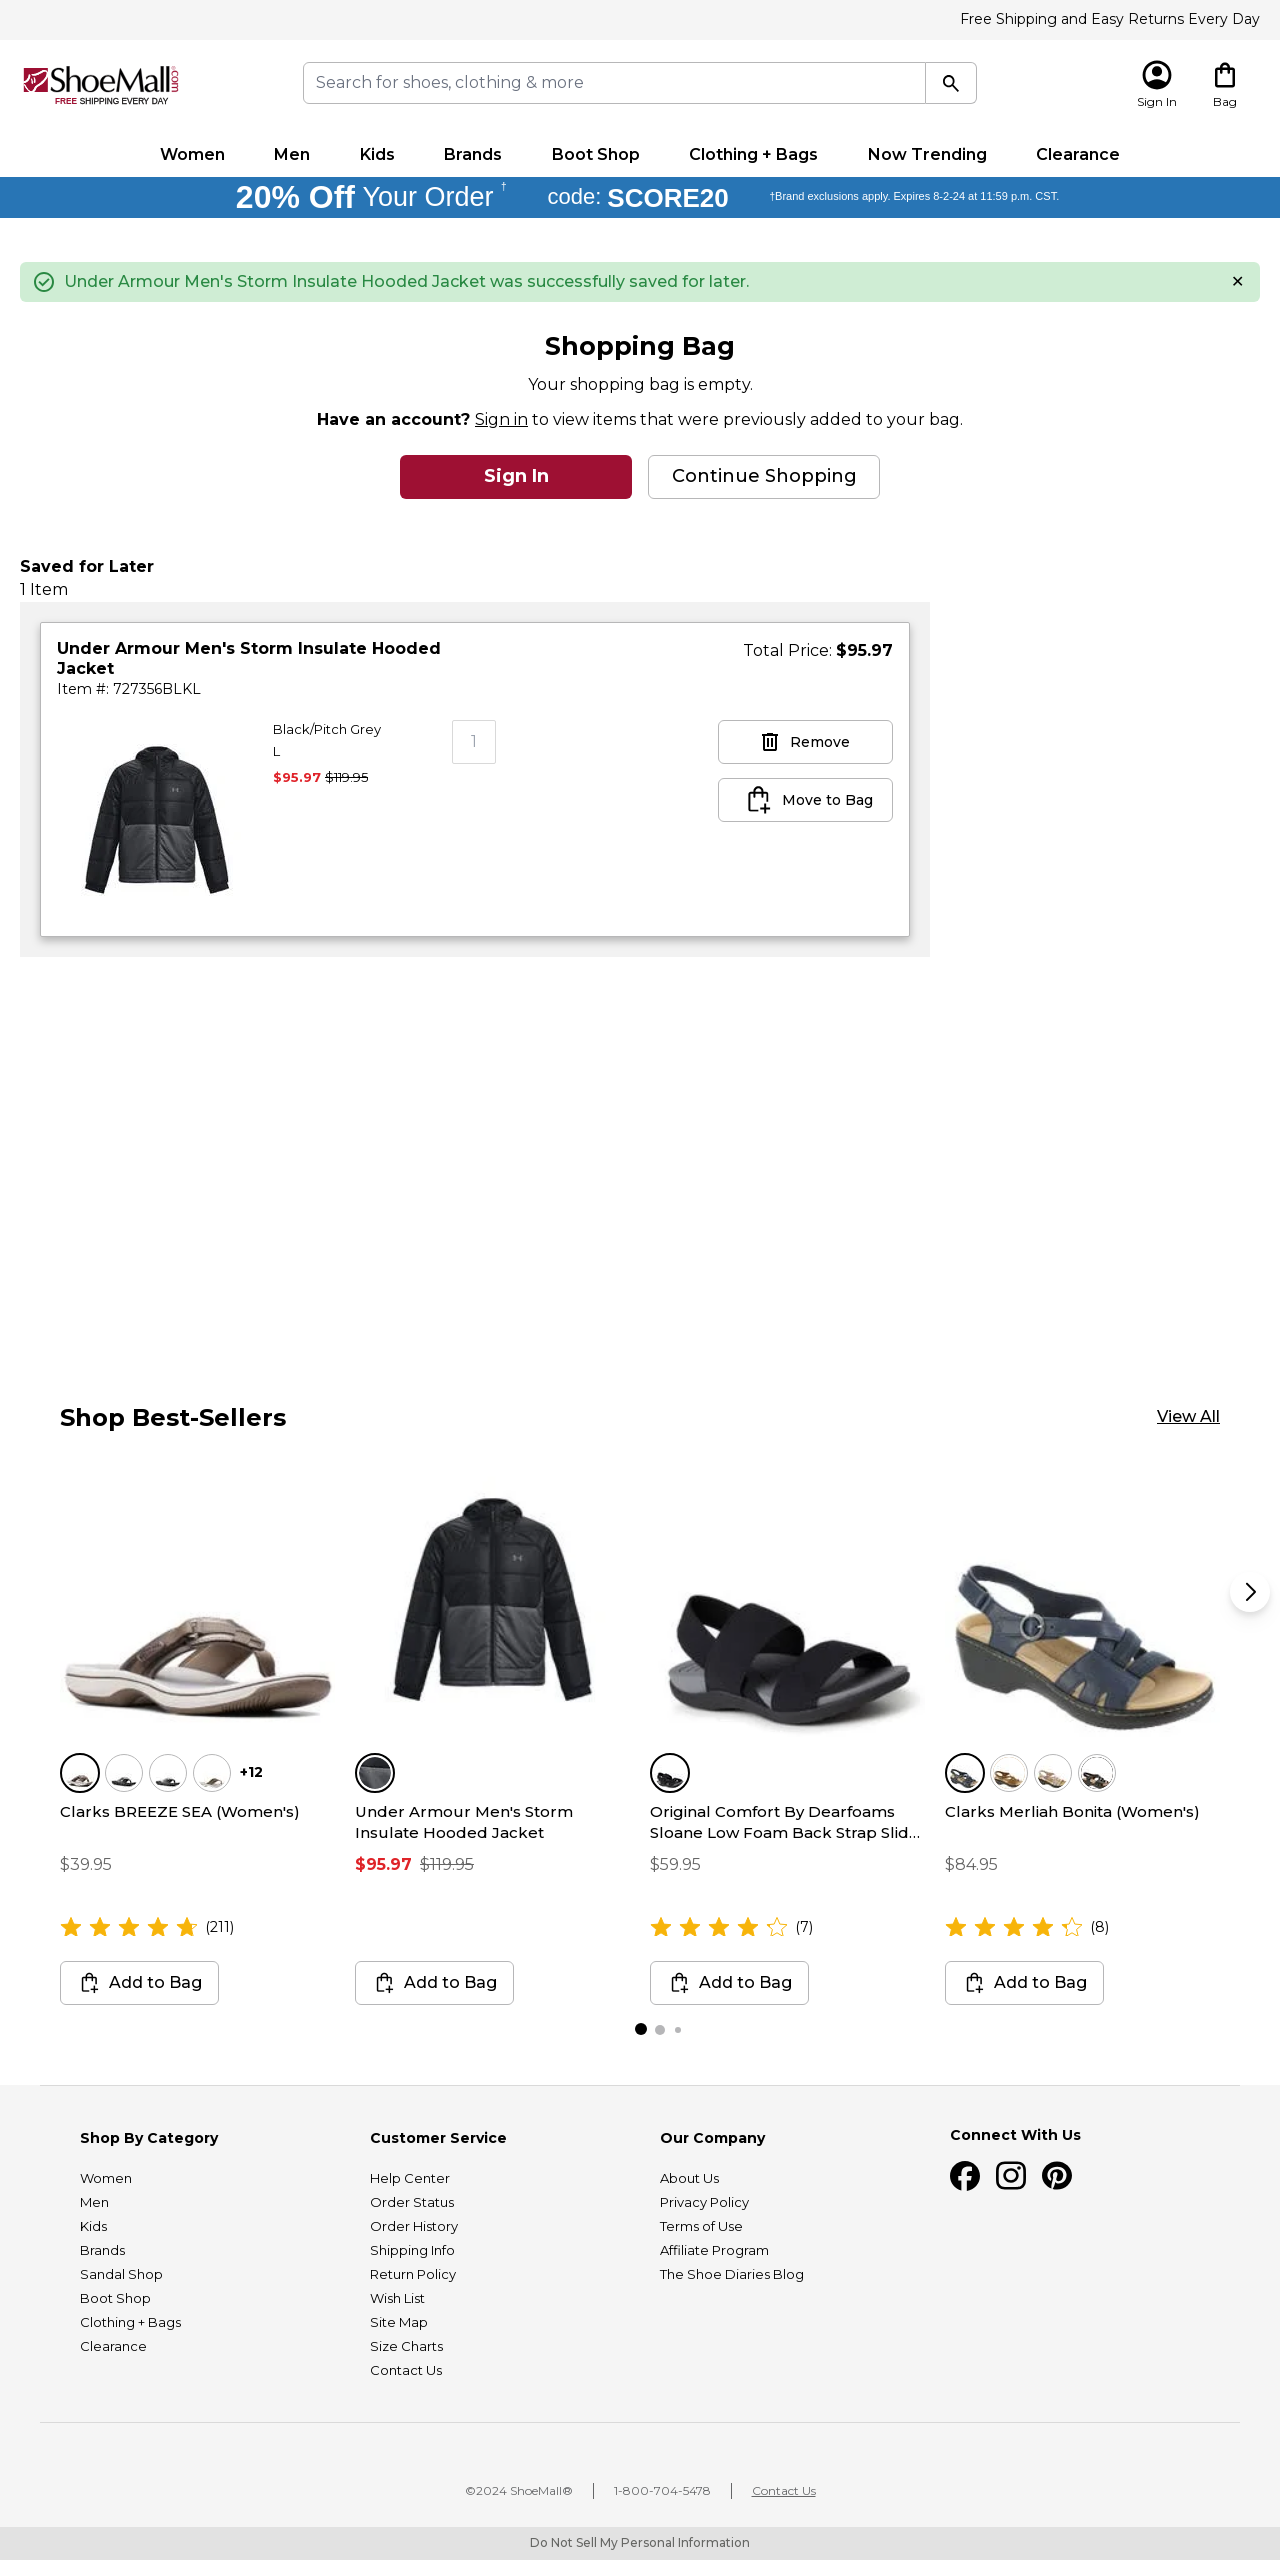 Free Shipping and Easy Returns Every Day
ShoeMall.com
FREE SHIPPING EVERY DAY
Search for shoes, clothing & more
Sign In
Bag
Women Men Kids Brands Boot Shop Clothing + Bags Now Trending Clearance
20% Off Your Order † code: SCORE20 †Brand exclusions apply. Expires 8-2-24 at 11:59 p.m. CST.
Under Armour Men's Storm Insulate Hooded Jacket was successfully saved for later.
Shopping Bag
Your shopping bag is empty.
Have an account? Sign in to view items that were previously added to your bag.
Sign In
Continue Shopping
Saved for Later
1 Item
Under Armour Men's Storm Insulate Hooded
Jacket
Item #: 727356BLKL
Total Price: $95.97
Black/Pitch Grey
L
$95.97 $119.95
1
Remove
Move to Bag
Shop Best-Sellers
View All
+12
Clarks BREEZE SEA (Women's)
$39.95
(211)
Add to Bag
Under Armour Men's Storm
Insulate Hooded Jacket
$95.97 $119.95
Add to Bag
Original Comfort By Dearfoams
Sloane Low Foam Back Strap Slid...
$59.95
(7)
Add to Bag
Clarks Merliah Bonita (Women's)
$84.95
(8)
Add to Bag
Shop By Category
Women
Men
Kids
Brands
Sandal Shop
Boot Shop
Clothing + Bags
Clearance
Customer Service
Help Center
Order Status
Order History
Shipping Info
Return Policy
Wish List
Site Map
Size Charts
Contact Us
Our Company
About Us
Privacy Policy
Terms of Use
Affiliate Program
The Shoe Diaries Blog
Connect With Us
©2024 ShoeMall® 1-800-704-5478 Contact Us
Do Not Sell My Personal Information